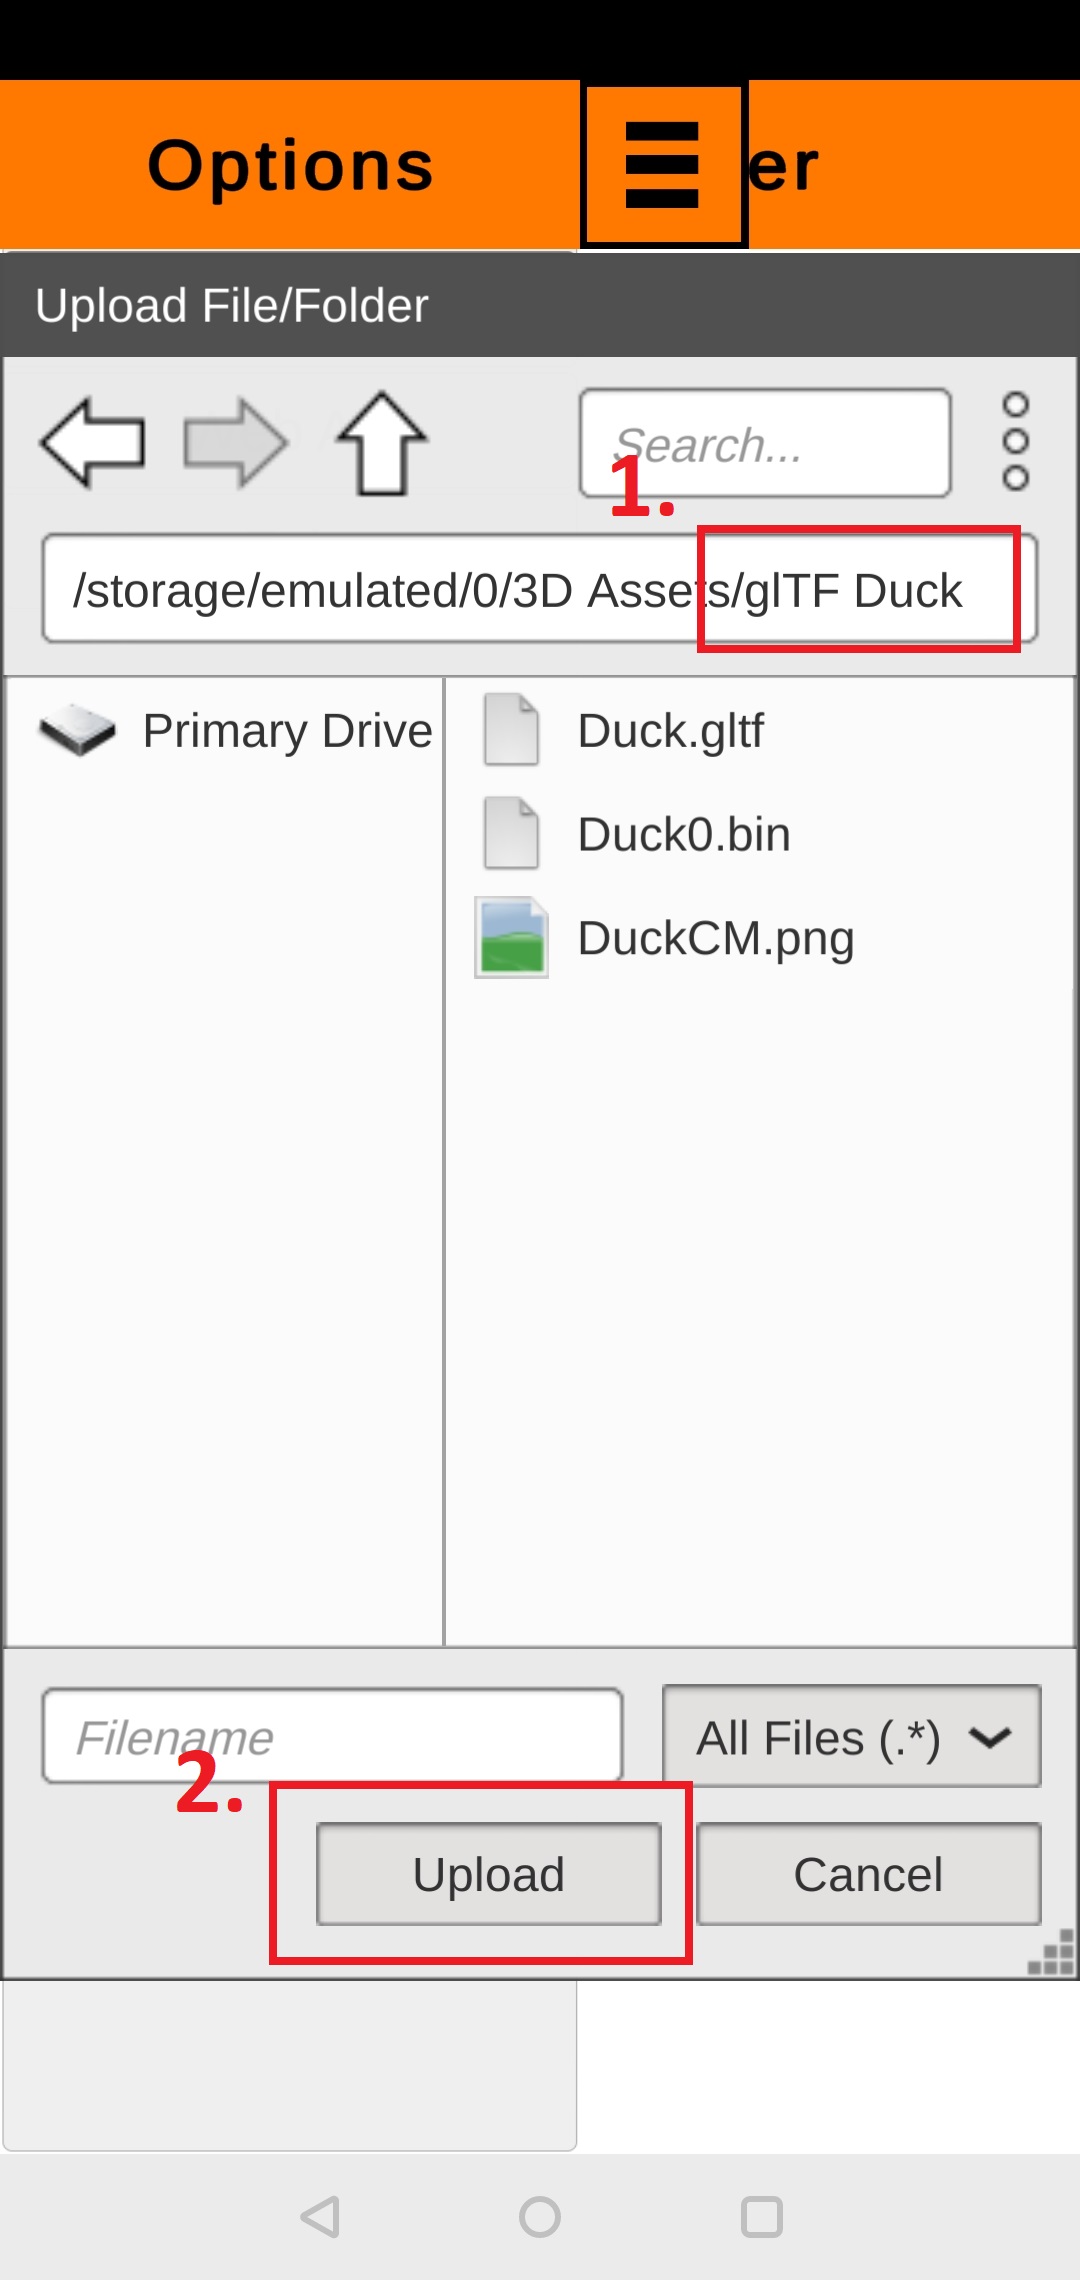 Options
er
Upload File/Folder
Search...
1.
/storage/emulated/0/3D Assets/glTF Duck
Primary Drive
Duck.gltf
Duck0.bin
DuckCM.png
Filename
All Files (.*)
2.
Upload
Cancel